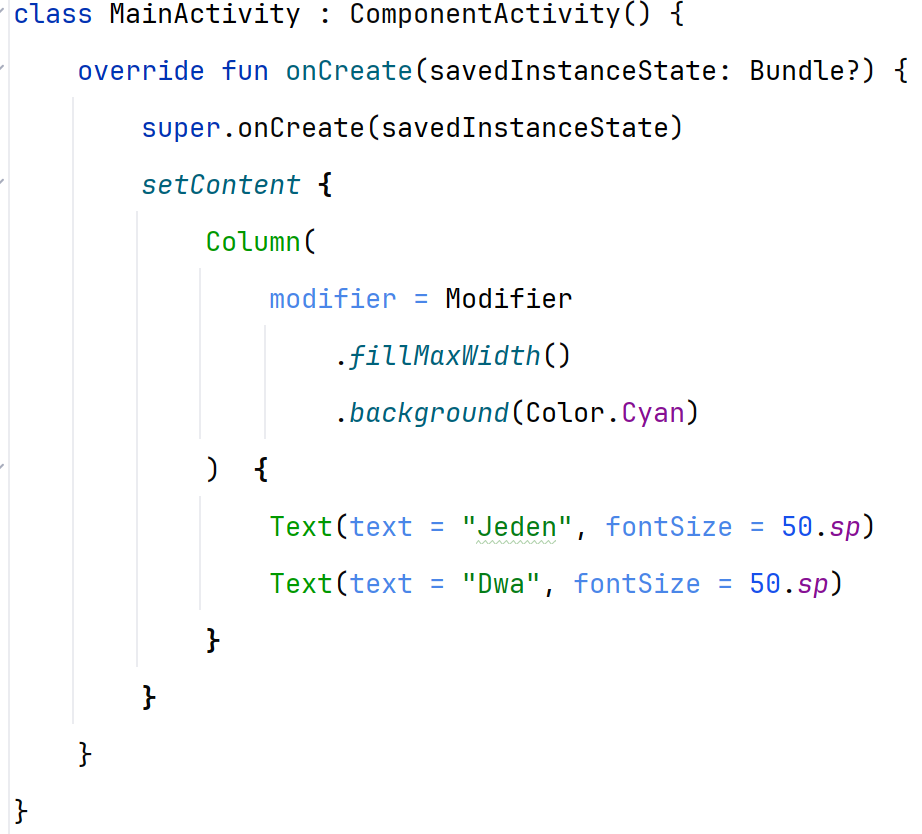 class MainActivity : ComponentActivity() {
    override fun onCreate(savedInstanceState: Bundle?) {
        super.onCreate(savedInstanceState)
        setContent {
            Column(
                modifier = Modifier
                    .fillMaxWidth()
                    .background(Color.Cyan)
            )  {
                Text(text = "Jeden", fontSize = 50.sp)
                Text(text = "Dwa", fontSize = 50.sp)
            }
        }
    }
}